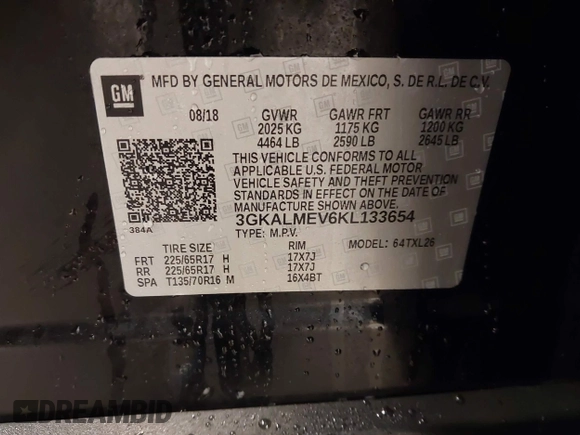 GM
MFD BY GENERAL MOTORS DE MEXICO, S. DE R.L. DE C.V.
08/18 GVWR GAWR FRT GAWR RR
2025 KG 1175 KG 1200 KG
4464 LB 2590 LB 2645 LB
THIS VEHICLE CONFORMS TO ALL
APPLICABLE U.S. FEDERAL MOTOR
VEHICLE SAFETY AND THEFT PREVENTION
STANDARDS IN EFFECT ON THE DATE
OF MANUFACTURE SHOWN ABOVE.
3GKALMEV6KL133654
384A TYPE: M.P.V. MODEL: 64TXL26
TIRE SIZE RIM
FRT 225/65R17 H 17X7J
RR 225/65R17 H 17X7J
SPA T135/70R16 M 16X4BT
DREAMBID